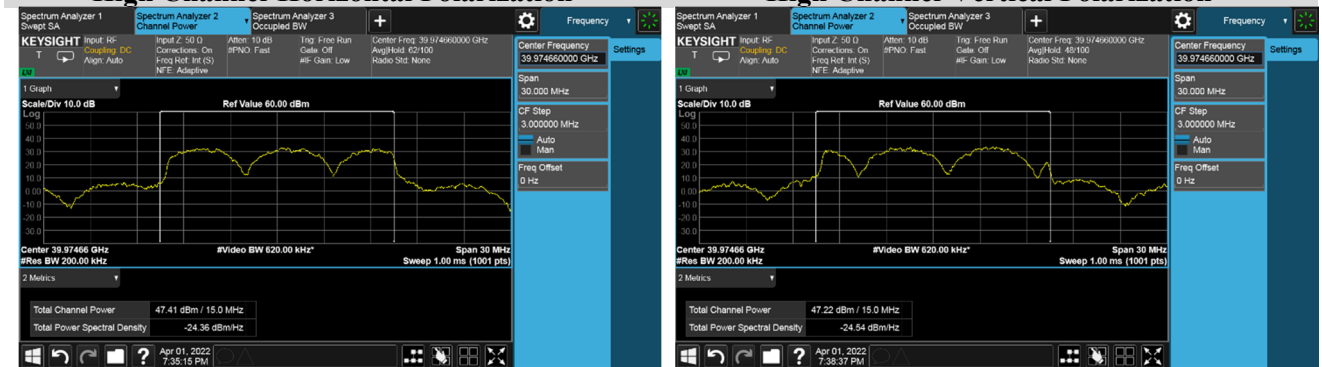 High Channel Horizontal Polarization
High Channel Vertical Polarization
Spectrum Analyzer 1
Swept SA
Spectrum Analyzer 2
Channel Power
Spectrum Analyzer 3
Occupied BW
+
Frequency
KEYSIGHT
T
Input: RF
Coupling: DC
Align: Auto
Input Z: 50 Ω
Corrections: On
Freq Ref: Int (S)
NFE: Adaptive
Atten: 10 dB
#PNO: Fast
Trig: Free Run
Gate: Off
#IF Gain: Low
Center Freq: 39.974660000 GHz
Avg|Hold: 62/100
Radio Std: None
Center Frequency
39.974660000 GHz
Settings
Span
30.000 MHz
CF Step
3.000000 MHz
Auto
Man
Freq Offset
0 Hz
1 Graph
Scale/Div 10.0 dB
Ref Value 60.00 dBm
Log
50.0
40.0
30.0
20.0
10.0
0.00
-10.0
-20.0
-30.0
Center 39.97466 GHz
#Res BW 200.00 kHz
#Video BW 620.00 kHz*
Span 30 MHz
Sweep 1.00 ms (1001 pts)
2 Metrics
Total Channel Power
47.41 dBm / 15.0 MHz
Total Power Spectral Density
-24.36 dBm/Hz
?
Apr 01, 2022
7:35:15 PM
Spectrum Analyzer 1
Swept SA
Spectrum Analyzer 2
Channel Power
Spectrum Analyzer 3
Occupied BW
+
Frequency
KEYSIGHT
T
Input: RF
Coupling: DC
Align: Auto
Input Z: 50 Ω
Corrections: On
Freq Ref: Int (S)
NFE: Adaptive
Atten: 10 dB
#PNO: Fast
Trig: Free Run
Gate: Off
#IF Gain: Low
Center Freq: 39.974660000 GHz
Avg|Hold: 48/100
Radio Std: None
Center Frequency
39.974660000 GHz
Settings
Span
30.000 MHz
CF Step
3.000000 MHz
Auto
Man
Freq Offset
0 Hz
1 Graph
Scale/Div 10.0 dB
Ref Value 60.00 dBm
Log
50.0
40.0
30.0
20.0
10.0
0.00
-10.0
-20.0
-30.0
Center 39.97466 GHz
#Res BW 200.00 kHz
#Video BW 620.00 kHz*
Span 30 MHz
Sweep 1.00 ms (1001 pts)
2 Metrics
Total Channel Power
47.22 dBm / 15.0 MHz
Total Power Spectral Density
-24.54 dBm/Hz
?
Apr 01, 2022
7:38:37 PM